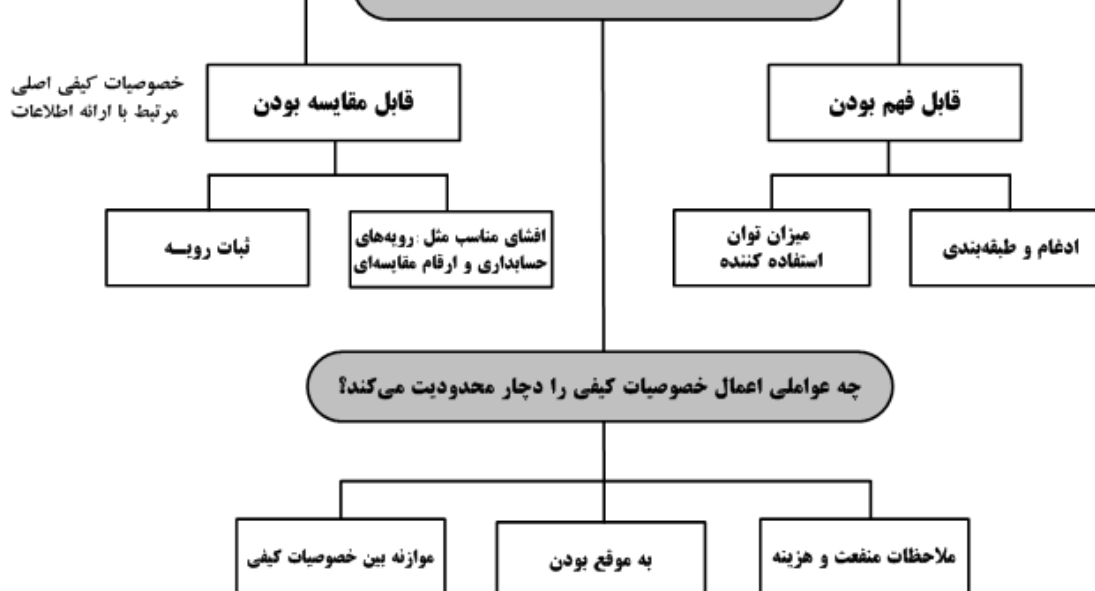 قابل فهم بودن
قابل مقایسه بودن
خصوصیات کیفی اصلی
مرتبط با ارائه اطلاعات
ادغام و طبقه‌بندی
میزان توان
استفاده کننده
افشای مناسب مثل رویه‌های
حسابداری و ارقام مقایسه‌ای
ثبات رویـه
چه عواملی اعمال خصوصیات کیفی را دچار محدودیت می‌کند؟
ملاحظات منفعت و هزینه
به موقع بودن
موازنه بین خصوصیات کیفی